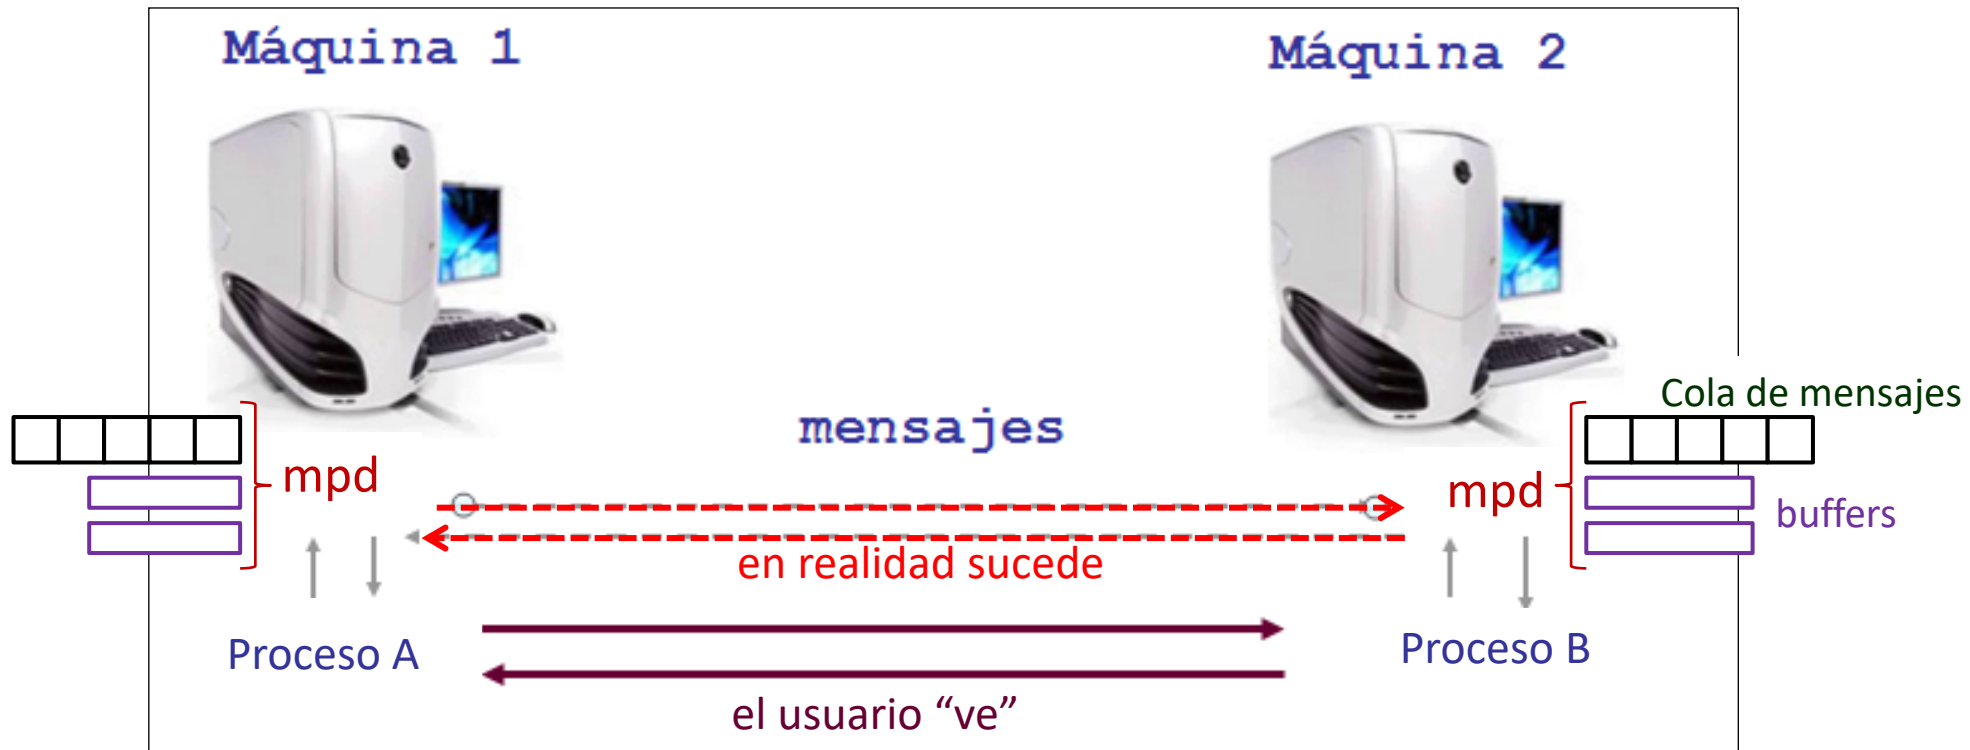 Máquina 1
Máquina 2
Cola de mensajes
mensajes
mpd
mpd
buffers
en realidad sucede
Proceso A
Proceso B
el usuario “ve”